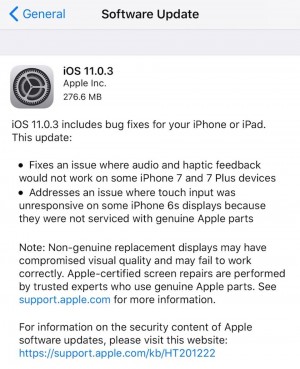 General
Software Update
iOS 11.0.3
Apple Inc.
276.6 MB
iOS 11.0.3 includes bug fixes for your iPhone or iPad.
This update:
• Fixes an issue where audio and haptic feedback
would not work on some iPhone 7 and 7 Plus devices
• Addresses an issue where touch input was
unresponsive on some iPhone 6s displays because
they were not serviced with genuine Apple parts
Note: Non-genuine replacement displays may have
compromised visual quality and may fail to work
correctly. Apple-certified screen repairs are performed
by trusted experts who use genuine Apple parts. See
support.apple.com for more information.
For information on the security content of Apple
software updates, please visit this website:
https://support.apple.com/kb/HT201222